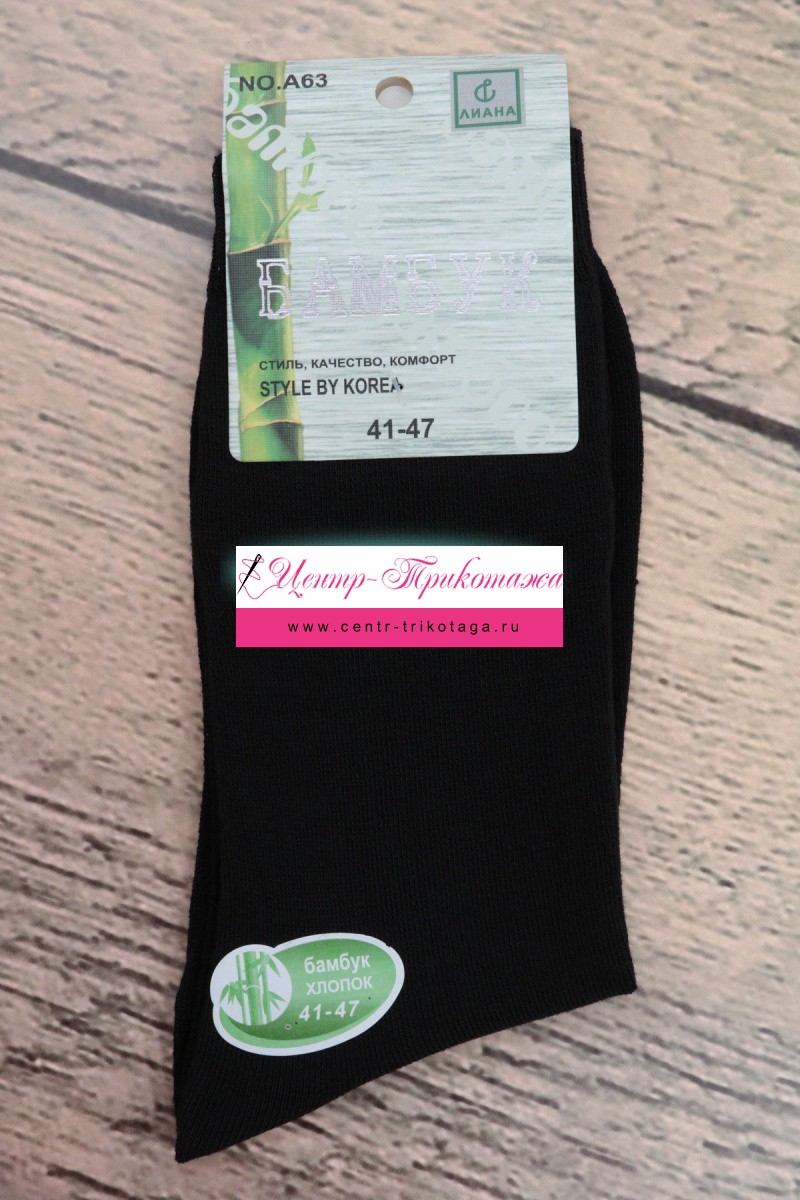 NO.A63
ЛИАНА
БАМБУК
СТИЛЬ, КАЧЕСТВО, КОМФОРТ
STYLE BY KOREA
41-47
Центр-Трикотажа
www.centr-trikotaga.ru
бамбук
хлопок
41-47